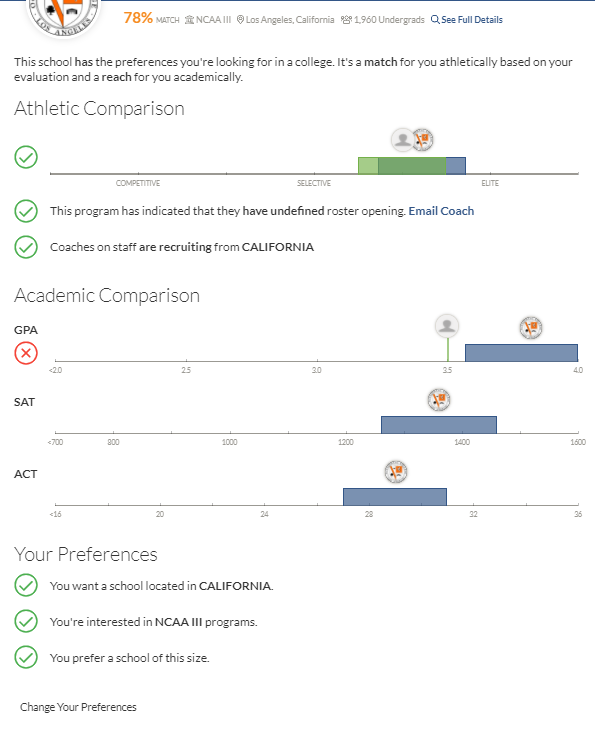 LOS ANGELES
78% MATCH NCAA III Los Angeles, California 1,960 Undergrads See Full Details
This school has the preferences you're looking for in a college. It's a match for you athletically based on your
evaluation and a reach for you academically.
Athletic Comparison
COMPETITIVE SELECTIVE ELITE
This program has indicated that they have undefined roster opening. Email Coach
Coaches on staff are recruiting from CALIFORNIA
Academic Comparison
GPA
<2.0 2.5 3.0 3.5 4.0
SAT
<700 800 1000 1200 1400 1600
ACT
<16 20 24 28 32 36
Your Preferences
You want a school located in CALIFORNIA.
You're interested in NCAA III programs.
You prefer a school of this size.
Change Your Preferences